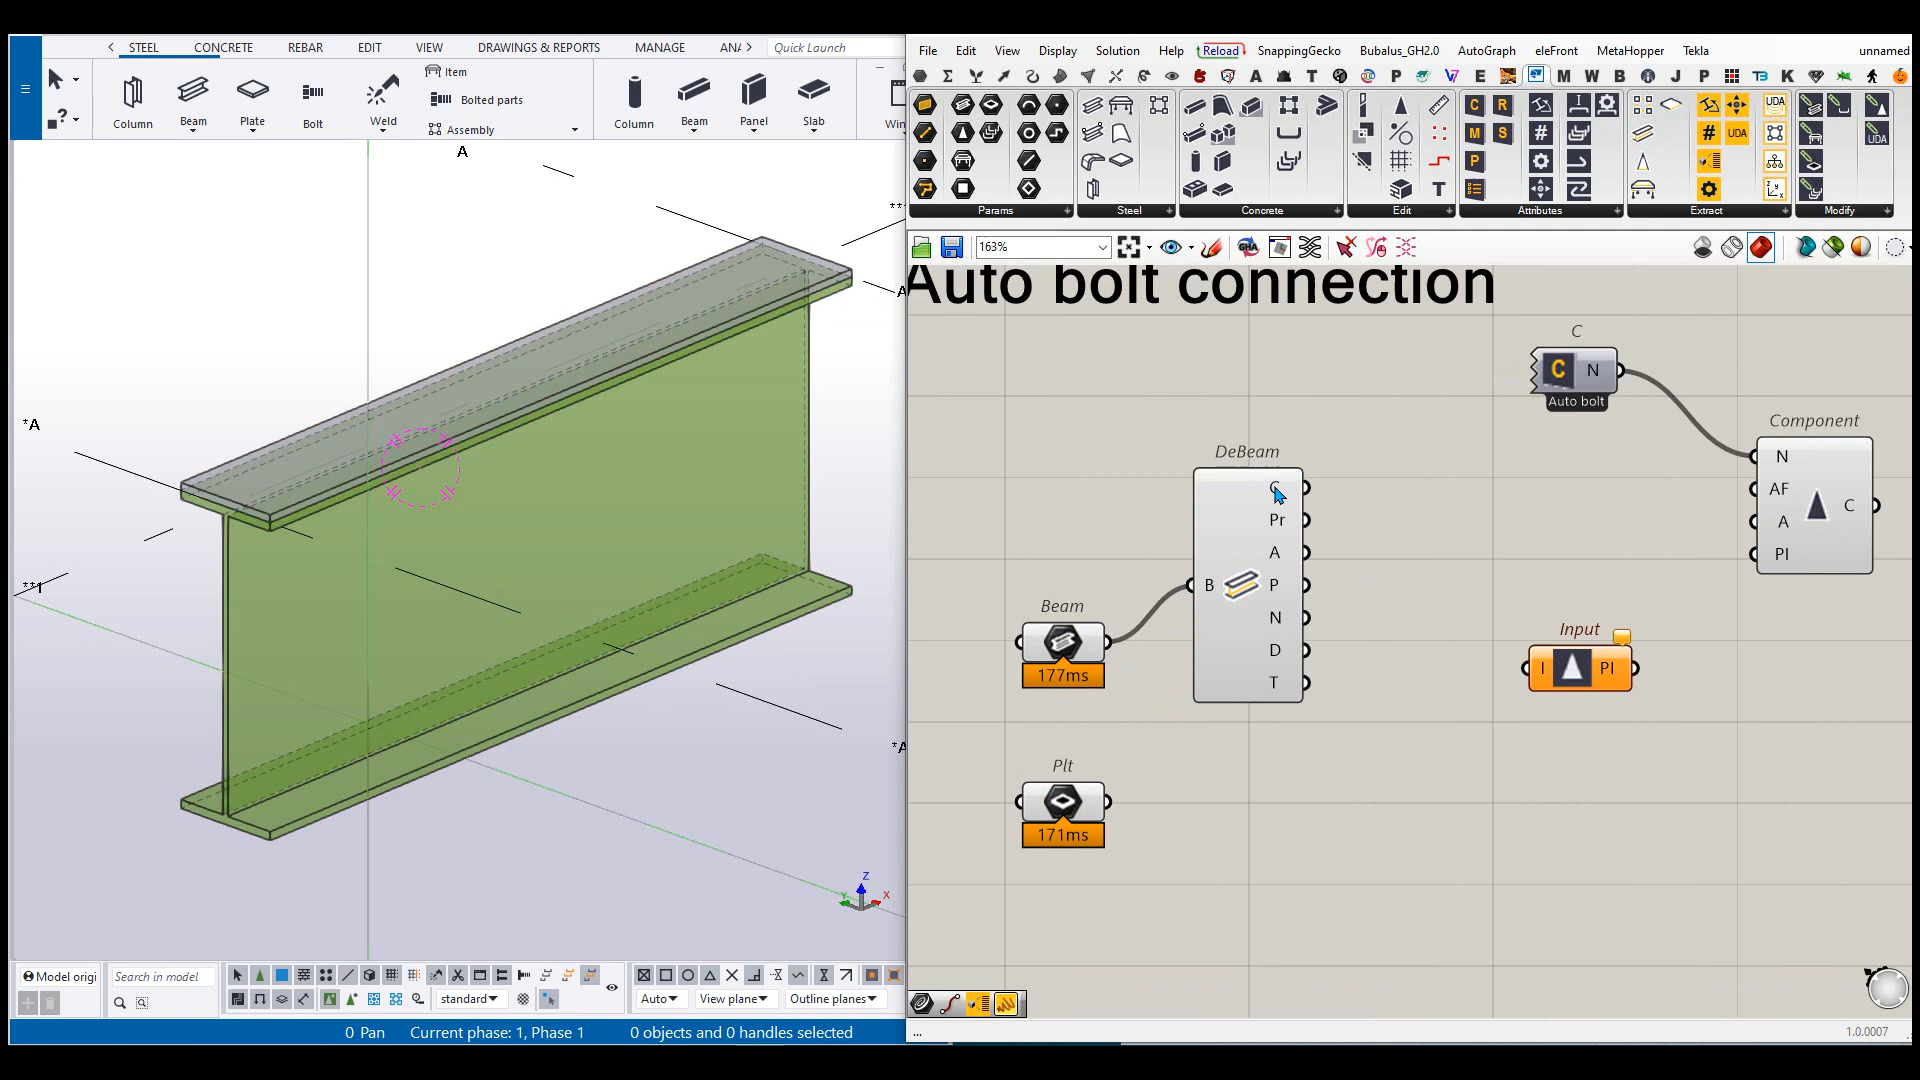 STEEL CONCRETE REBAR EDIT VIEW DRAWINGS & REPORTS MANAGE ANA Quick Launch
Column Beam Plate Bolt Weld
Item
Bolted parts
Assembly
Column Beam Panel Slab Win
A
**
A
*A
**1
*A
Z
Y X
Model origi
Search in model
standard
Auto View plane Outline planes
0 Pan Current phase: 1, Phase 1 0 objects and 0 handles selected
File Edit View Display Solution Help Reload SnappingGecko Bubalus_GH2.0 AutoGraph eleFront MetaHopper Tekla unnamed
Params Steel Concrete Edit Attributes Extract Modify
163%
Auto bolt connection
C
C N
Auto bolt
Component
N
AF
A
PI
C
DeBeam
B
C
Pr
A
P
N
D
T
Beam
177ms
Input
I PI
Plt
171ms
...
1.0.0007